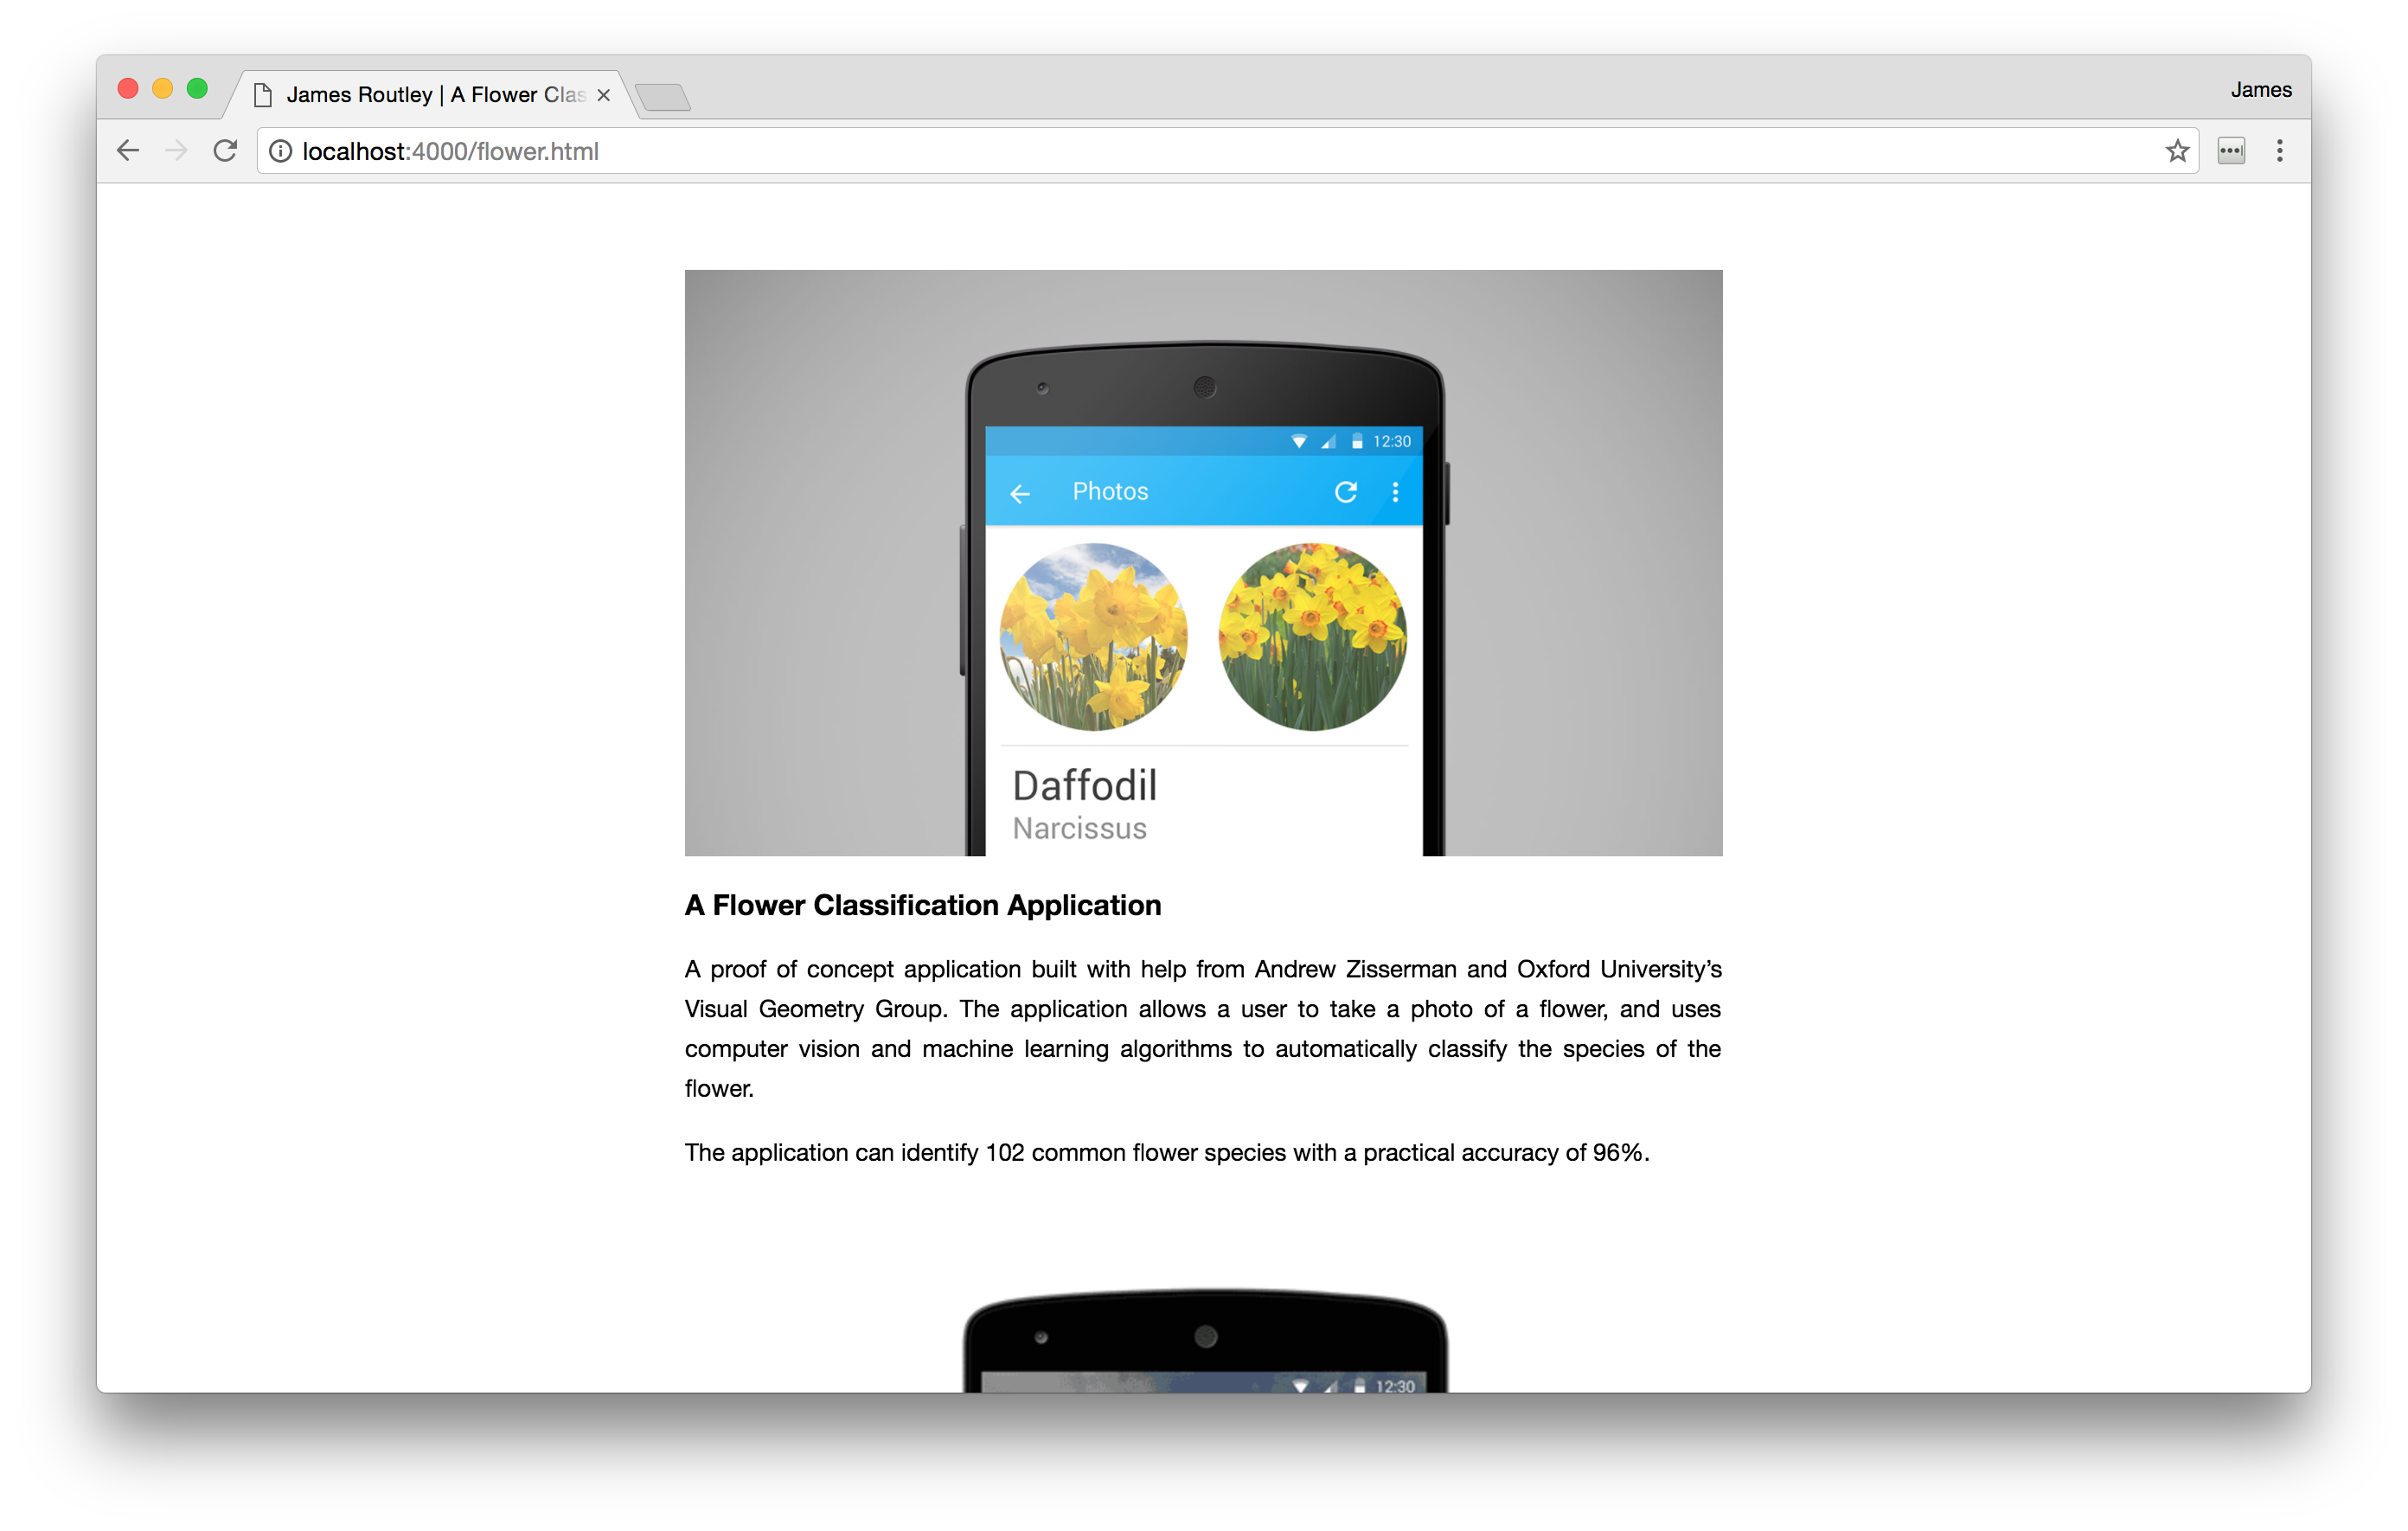 James Routley | A Flower Clas
James
localhost:4000/flower.html
12:30
Photos
Daffodil
Narcissus
A Flower Classification Application
A proof of concept application built with help from Andrew Zisserman and Oxford University’s
Visual Geometry Group. The application allows a user to take a photo of a flower, and uses
computer vision and machine learning algorithms to automatically classify the species of the
flower.
The application can identify 102 common flower species with a practical accuracy of 96%.
12:30